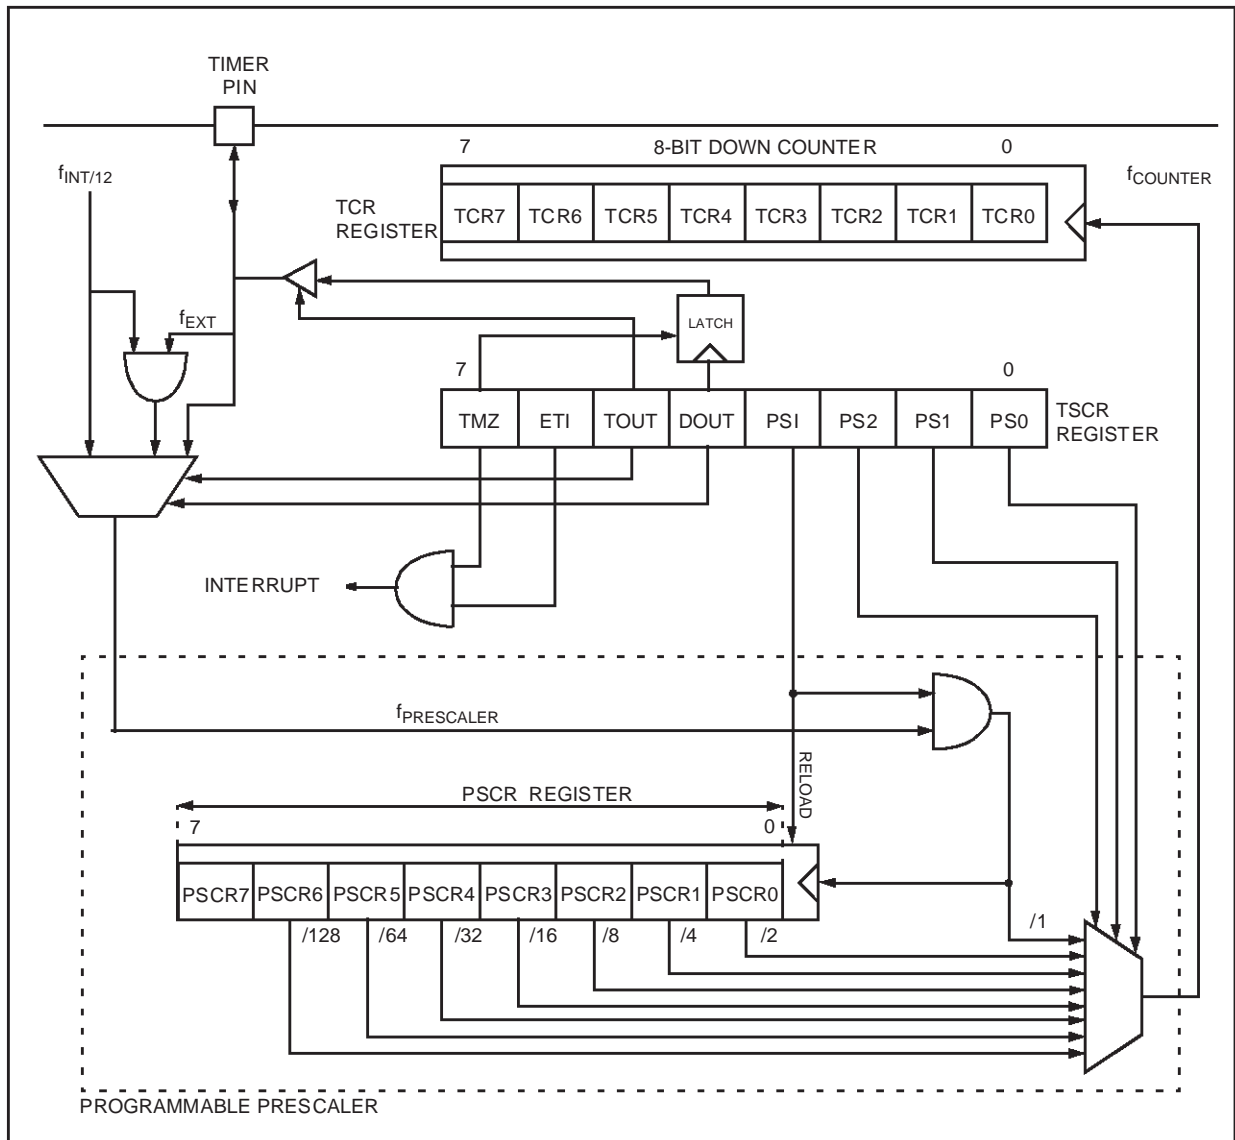 TIMER
PIN
7 8-BIT DOWN COUNTER 0
fINT/12
fCOUNTER
TCR
REGISTER
TCR7 TCR6 TCR5 TCR4 TCR3 TCR2 TCR1 TCR0
fEXT
LATCH
7 0
TMZ ETI TOUT DOUT PSI PS2 PS1 PS0
TSCR
REGISTER
INTERRUPT
fPRESCALER
RELOAD
PSCR REGISTER
7 0
PSCR7 PSCR6 PSCR5 PSCR4 PSCR3 PSCR2 PSCR1 PSCR0
/128 /64 /32 /16 /8 /4 /2 /1
PROGRAMMABLE PRESCALER